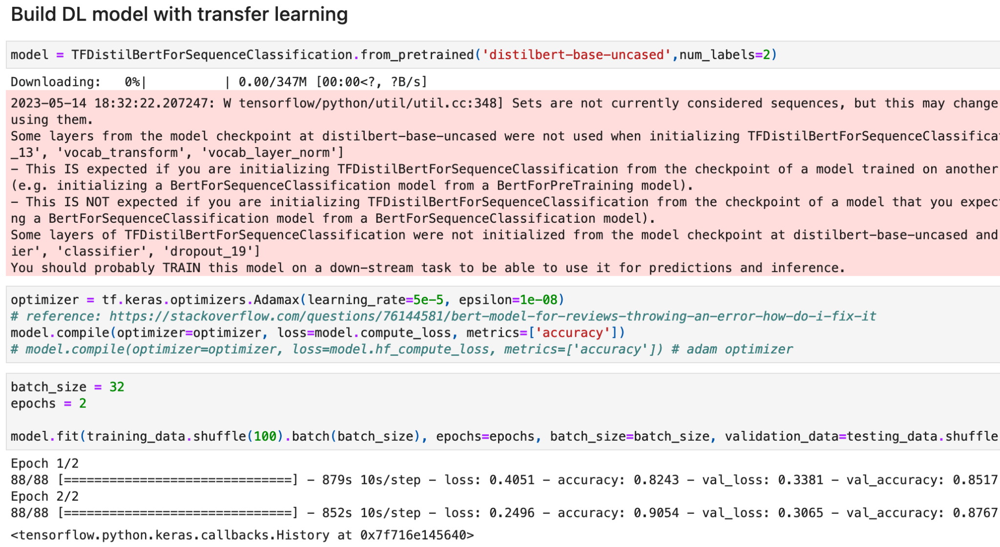 Build DL model with transfer learning
model = TFDistilBertForSequenceClassification.from_pretrained('distilbert-base-uncased',num_labels=2)
Downloading:   0%|          | 0.00/347M [00:00<?, ?B/s]
2023-05-14 18:32:22.207247: W tensorflow/python/util/util.cc:348] Sets are not currently considered sequences, but this may change
using them.
Some layers from the model checkpoint at distilbert-base-uncased were not used when initializing TFDistilBertForSequenceClassificat
_13', 'vocab_transform', 'vocab_layer_norm']
- This IS expected if you are initializing TFDistilBertForSequenceClassification from the checkpoint of a model trained on another
(e.g. initializing a BertForSequenceClassification model from a BertForPreTraining model).
- This IS NOT expected if you are initializing TFDistilBertForSequenceClassification from the checkpoint of a model that you expect
ng a BertForSequenceClassification model from a BertForSequenceClassification model).
Some layers of TFDistilBertForSequenceClassification were not initialized from the model checkpoint at distilbert-base-uncased and
ier', 'classifier', 'dropout_19']
You should probably TRAIN this model on a down-stream task to be able to use it for predictions and inference.
optimizer = tf.keras.optimizers.Adamax(learning_rate=5e-5, epsilon=1e-08)
# reference: https://stackoverflow.com/questions/76144581/bert-model-for-reviews-throwing-an-error-how-do-i-fix-it
model.compile(optimizer=optimizer, loss=model.compute_loss, metrics=['accuracy'])
# model.compile(optimizer=optimizer, loss=model.hf_compute_loss, metrics=['accuracy']) # adam optimizer
batch_size = 32
epochs = 2
model.fit(training_data.shuffle(100).batch(batch_size), epochs=epochs, batch_size=batch_size, validation_data=testing_data.shuffle
Epoch 1/2
88/88 [==============================] - 879s 10s/step - loss: 0.4051 - accuracy: 0.8243 - val_loss: 0.3381 - val_accuracy: 0.8517
Epoch 2/2
88/88 [==============================] - 852s 10s/step - loss: 0.2496 - accuracy: 0.9054 - val_loss: 0.3065 - val_accuracy: 0.8767
<tensorflow.python.keras.callbacks.History at 0x7f716e145640>